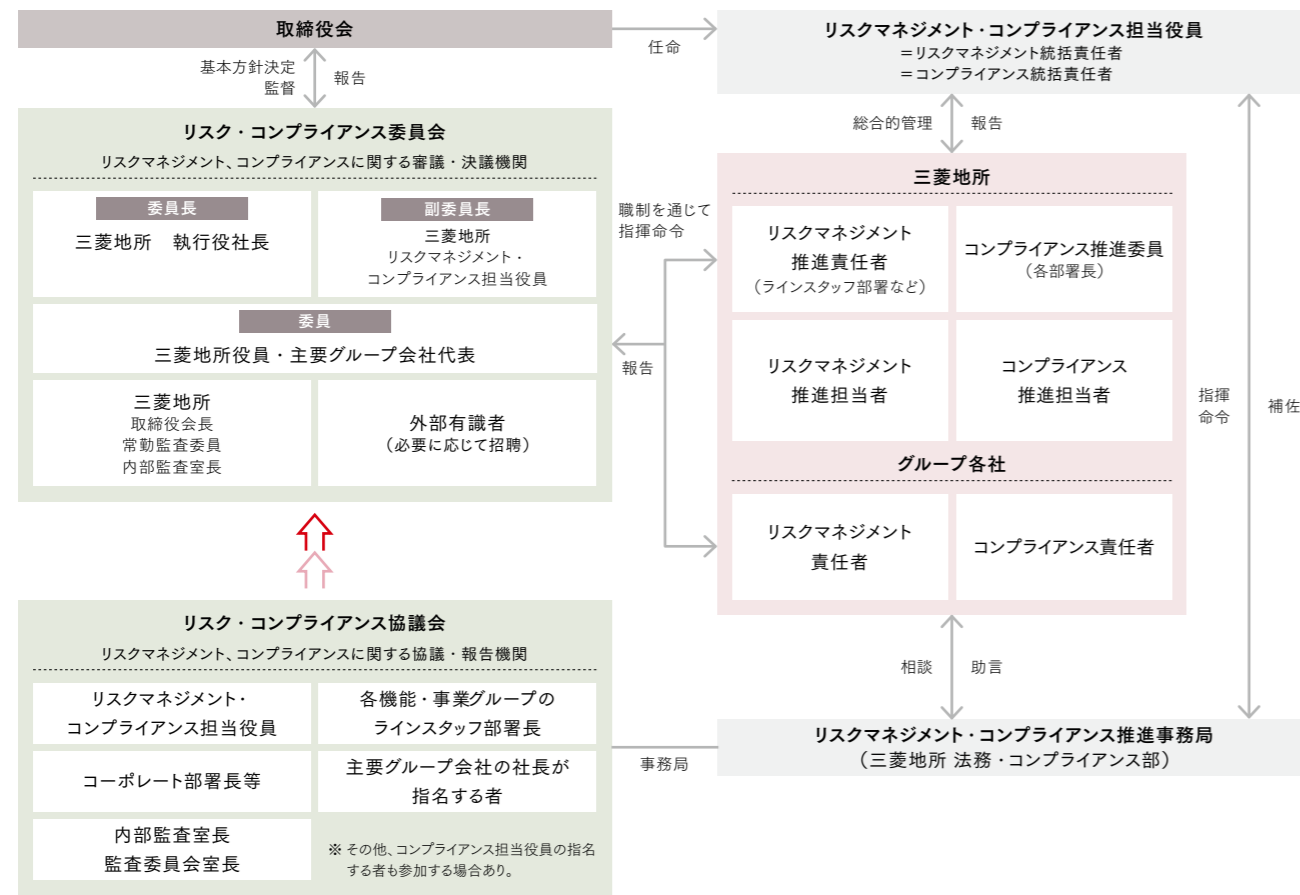 取締役会
任命
リスクマネジメント・コンプライアンス担当役員
＝リスクマネジメント統括責任者
＝コンプライアンス統括責任者
基本方針決定
監督
報告
総合的管理
報告
リスク・コンプライアンス委員会
リスクマネジメント、コンプライアンスに関する審議・決議機関
委員長
三菱地所　執行役社長
副委員長
三菱地所
リスクマネジメント・
コンプライアンス担当役員
委員
三菱地所役員・主要グループ会社代表
三菱地所
取締役会長
常勤監査委員
内部監査室長
外部有識者
（必要に応じて招聘）
職制を通じて
指揮命令
報告
三菱地所
リスクマネジメント
推進責任者
（ラインスタッフ部署など）
コンプライアンス推進委員
（各部署長）
リスクマネジメント
推進担当者
コンプライアンス
推進担当者
グループ各社
リスクマネジメント
責任者
コンプライアンス責任者
指揮
命令
補佐
相談
助言
リスク・コンプライアンス協議会
リスクマネジメント、コンプライアンスに関する協議・報告機関
リスクマネジメント・
コンプライアンス担当役員
各機能・事業グループの
ラインスタッフ部署長
コーポレート部署長等
主要グループ会社の社長が
指名する者
内部監査室長
監査委員会室長
※ その他、コンプライアンス担当役員の指名
する者も参加する場合あり。
事務局
リスクマネジメント・コンプライアンス推進事務局
（三菱地所 法務・コンプライアンス部）